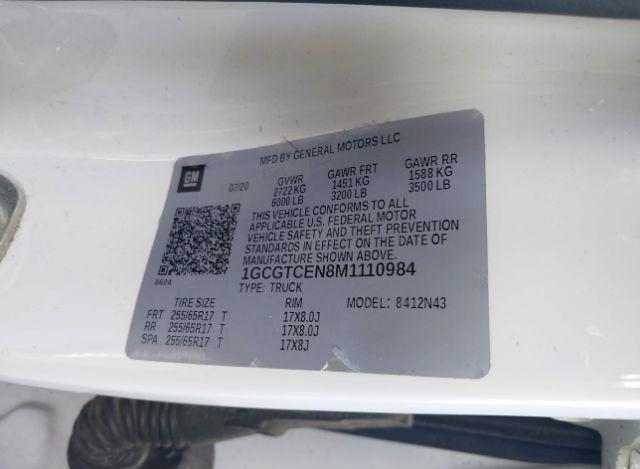 MFD BY GENERAL MOTORS LLC
GM
07/20
GVWR GAWR FRT GAWR RR
2722 KG 1451 KG 1588 KG
6000 LB 3200 LB 3500 LB
THIS VEHICLE CONFORMS TO ALL
APPLICABLE U.S. FEDERAL MOTOR
VEHICLE SAFETY AND THEFT PREVENTION
STANDARDS IN EFFECT ON THE DATE OF
MANUFACTURE SHOWN ABOVE.
1GCGTCEN8M1110984
0624
TYPE: TRUCK
TIRE SIZE RIM MODEL: 8412N43
FRT 255/65R17 T 17X8.0J
RR 255/65R17 T 17X8.0J
SPA 255/65R17 T 17X8J